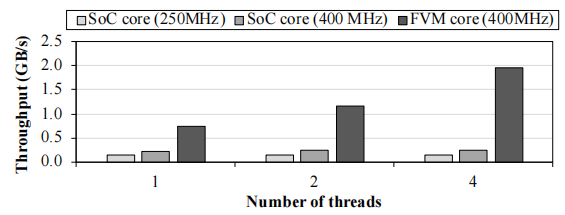 SoC core (250MHz) SoC core (400 MHz) FVM core (400MHz)
Throughput (GB/s)
2.5
2.0
1.5
1.0
0.5
0.0
1 2 4
Number of threads